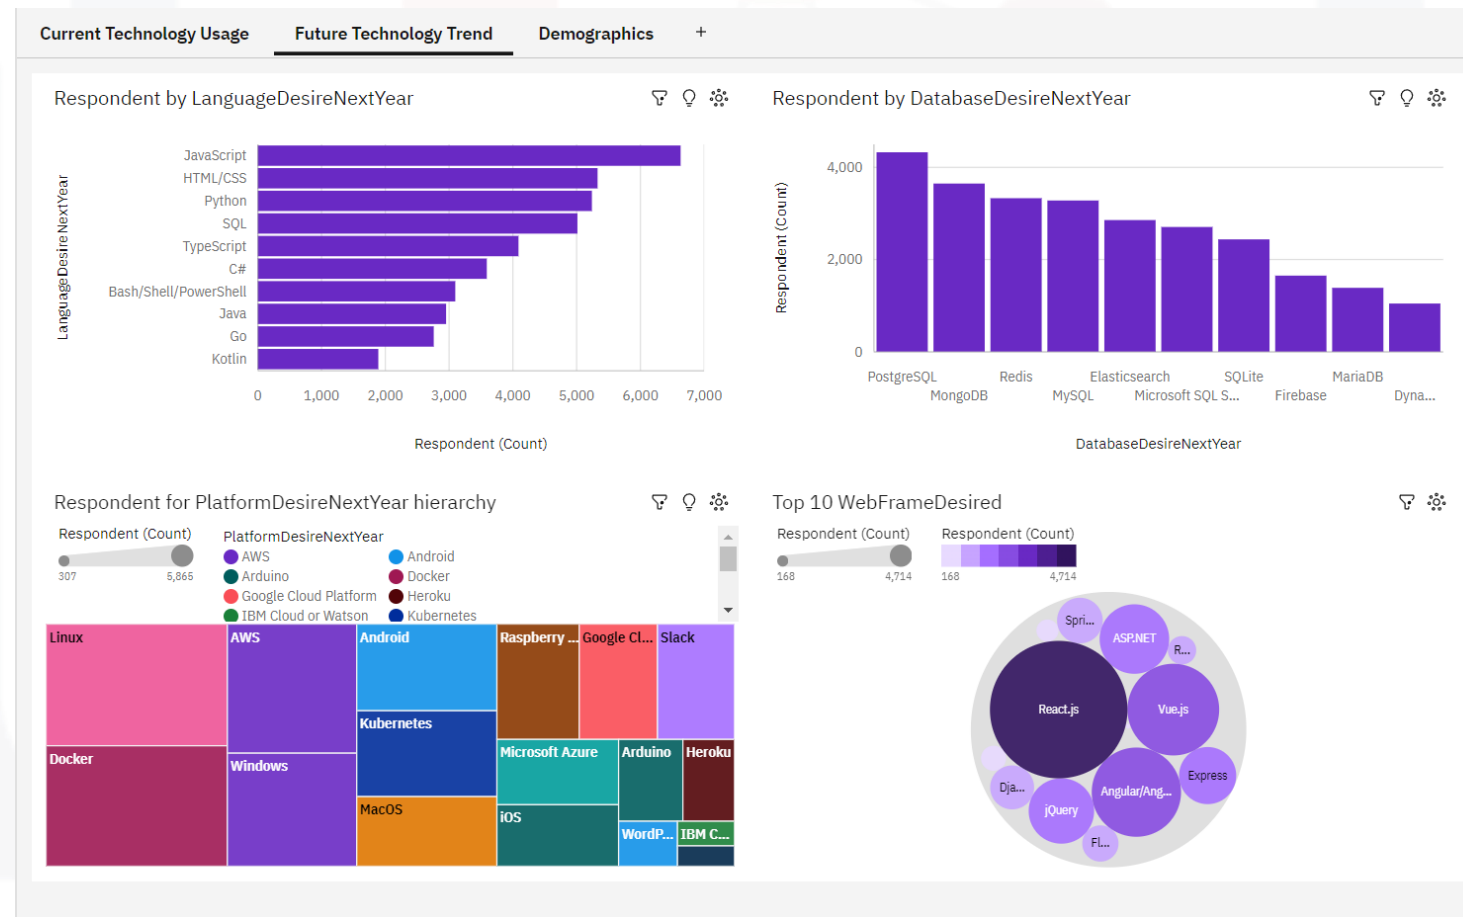 Current Technology Usage
Future Technology Trend
Demographics
+
Respondent by LanguageDesireNextYear
LanguageDesireNextYear
JavaScript
HTML/CSS
Python
SQL
TypeScript
C#
Bash/Shell/PowerShell
Java
Go
Kotlin
0 1,000 2,000 3,000 4,000 5,000 6,000 7,000
Respondent (Count)
Respondent by DatabaseDesireNextYear
Respondent (Count)
4,000
2,000
0
PostgreSQL Redis Elasticsearch SQLite MariaDB
MongoDB MySQL Microsoft SQL S... Firebase Dyna...
DatabaseDesireNextYear
Respondent for PlatformDesireNextYear hierarchy
Respondent (Count)
307 5,865
PlatformDesireNextYear
AWS Android
Arduino Docker
Google Cloud Platform Heroku
IBM Cloud or Watson Kubernetes
Linux AWS Android Raspberry ... Google Cl... Slack
Kubernetes
Docker Windows Microsoft Azure Arduino Heroku
MacOS iOS
WordP... IBM C...
Top 10 WebFrameDesired
Respondent (Count)
168 4,714
Respondent (Count)
168 4,714
Spri...
ASP.NET
R...
React.js
Vue.js
Express
Dja...
Angular/Ang...
jQuery
Fl...